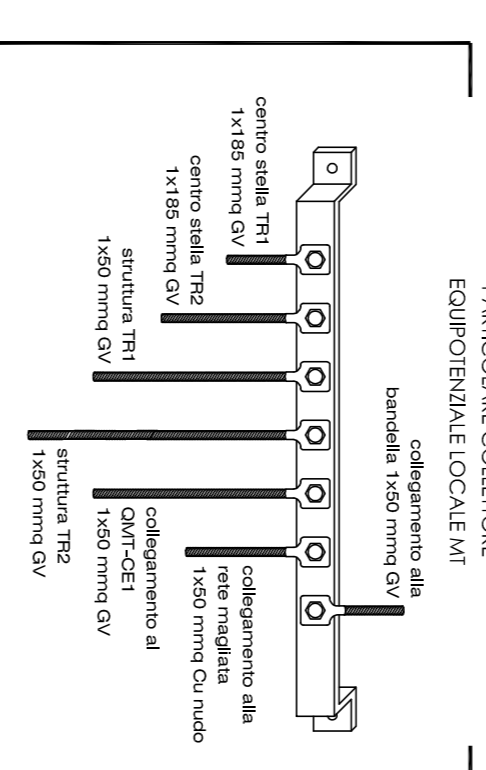 EQUIPOTENZIALE LOCALE MT
collegamento alla
bandella 1x50 mmq GV
centro stella TR1
1x185 mmq GV
centro stella TR2
1x185 mmq GV
struttura TR1
1x50 mmq GV
struttura TR2
1x50 mmq GV
collegamento al
QMT-CE1
1x50 mmq GV
collegamento alla
rete magliata
1x50 mmq Cu nudo